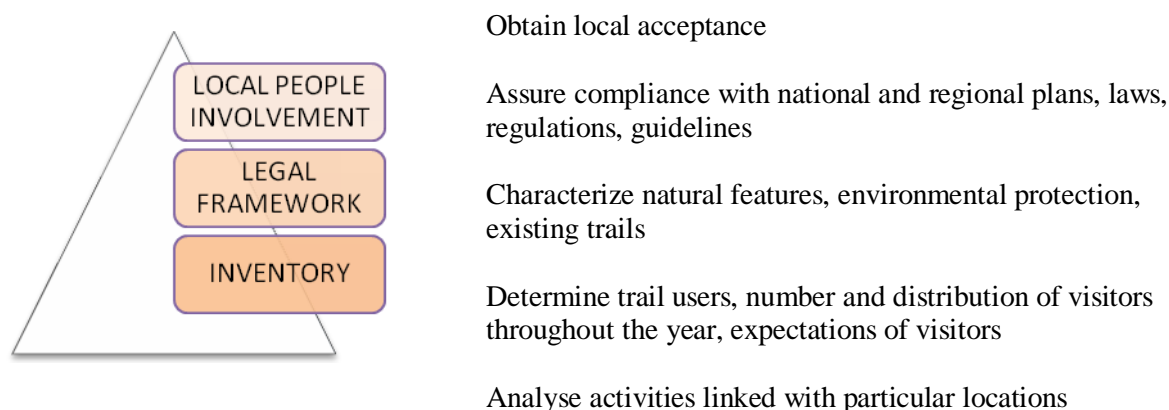 LOCAL PEOPLE
INVOLVEMENT
LEGAL
FRAMEWORK
INVENTORY
Obtain local acceptance
Assure compliance with national and regional plans, laws,
regulations, guidelines
Characterize natural features, environmental protection,
existing trails
Determine trail users, number and distribution of visitors
throughout the year, expectations of visitors
Analyse activities linked with particular locations